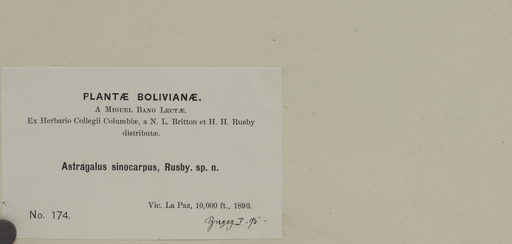 PLANTÆ BOLIVIANÆ.
A MIGUEL BANG LECTÆ.
Ex Herbario Collegii Columbiæ, a N. L. Britton et H. H. Rusby
distributæ.
Astragalus sinocarpus, Rusby. sp. n.
Vic. La Paz, 10,000 ft., 1890.
No. 174.
I. 95.